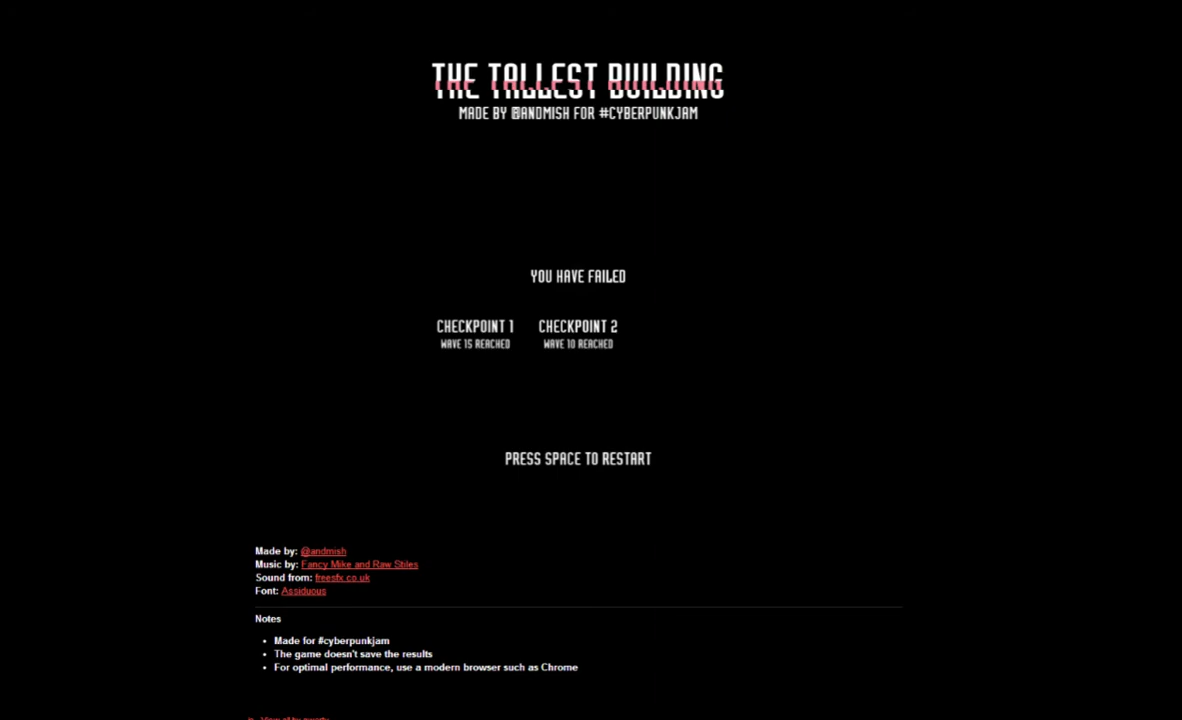 THE TALLEST BUILDING
MADE BY @ANDMISH FOR #CYBERPUNKJAM
YOU HAVE FAILED
CHECKPOINT 1 CHECKPOINT 2
WAVE 15 REACHED WAVE 10 REACHED
PRESS SPACE TO RESTART
Made by: @andmish
Music by: Fancy Mike and Raw Stiles
Sound from: freesfx.co.uk
Font: Assiduous
Notes
• Made for #cyberpunkjam
• The game doesn't save the results
• For optimal performance, use a modern browser such as Chrome